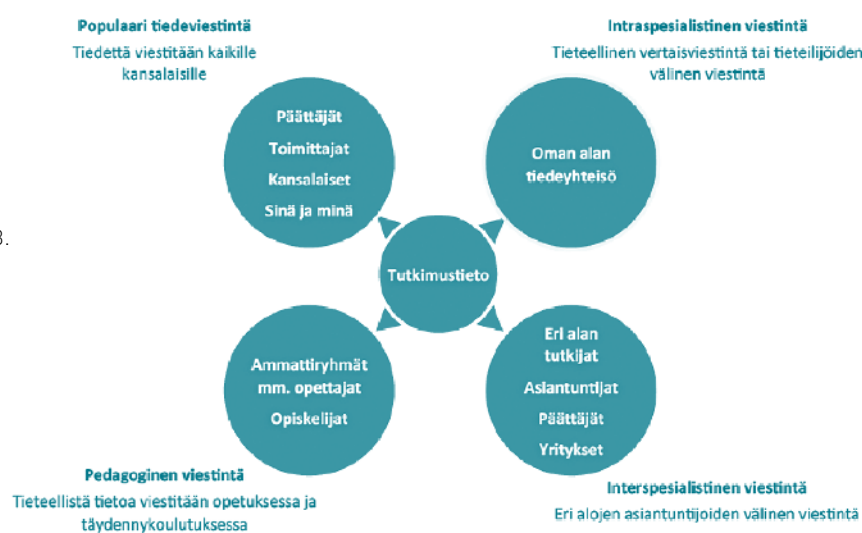 Populaari tiedeviestintä
Tiedettä viestitään kaikille
kansalaisille
Intraspesialistinen viestintä
Tieteellinen vertaisviestintä tai tieteilijöiden
välinen viestintä
Päättäjät
Toimittajat
Kansalaiset
Sinä ja minä
Oman alan
tiedeyhteisö
3.
Tutkimustieto
Ammattiryhmät
mm. opettajat
Opiskelijat
Eri alan
tutkijat
Asiantuntijat
Päättäjät
Yritykset
Pedagoginen viestintä
Tieteellistä tietoa viestitään opetuksessa ja
täydennykoulutuksessa
Interspesialistinen viestintä
Eri alojen asiantuntijoiden välinen viestintä